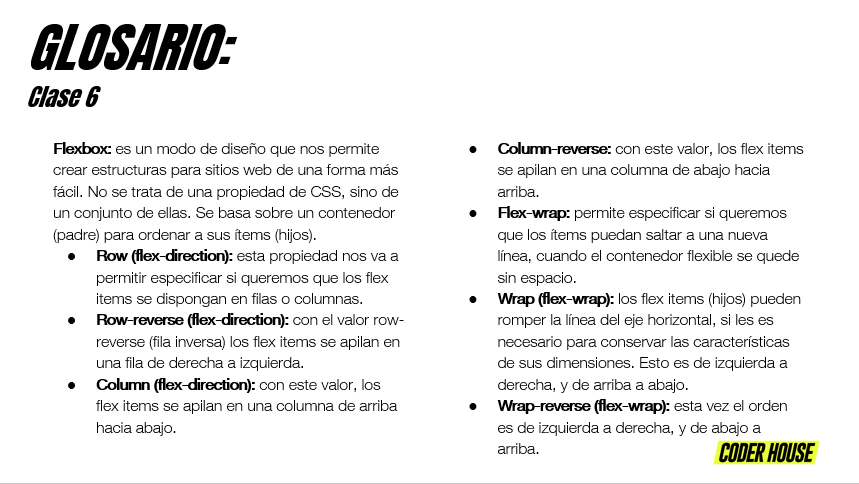 GLOSARIO:
Clase 6
Flexbox: es un modo de diseño que nos permite
crear estructuras para sitios web de una forma más
fácil. No se trata de una propiedad de CSS, sino de
un conjunto de ellas. Se basa sobre un contenedor
(padre) para ordenar a sus ítems (hijos).
● Row (flex-direction): esta propiedad nos va a
permitir especificar si queremos que los flex
items se dispongan en filas o columnas.
● Row-reverse (flex-direction): con el valor row-
reverse (fila inversa) los flex items se apilan en
una fila de derecha a izquierda.
● Column (flex-direction): con este valor, los
flex items se apilan en una columna de arriba
hacia abajo.
● Column-reverse: con este valor, los flex items
se apilan en una columna de abajo hacia
arriba.
● Flex-wrap: permite especificar si queremos
que los ítems puedan saltar a una nueva
línea, cuando el contenedor flexible se quede
sin espacio.
● Wrap (flex-wrap): los flex items (hijos) pueden
romper la línea del eje horizontal, si les es
necesario para conservar las características
de sus dimensiones. Esto es de izquierda a
derecha, y de arriba a abajo.
● Wrap-reverse (flex-wrap): esta vez el orden
es de izquierda a derecha, y de abajo a
arriba.
CODER HOUSE